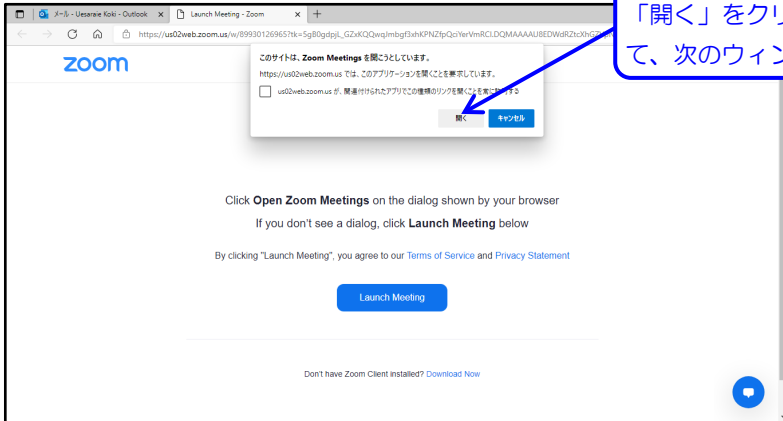 メール - Uesaraie Koki - Outlook
Launch Meeting - Zoom
https://us02web.zoom.us/w/89930126965?tk=
「開く」をクリ
て、次のウィン
zoom
このサイトは、Zoom Meetings を開こうとしています。
https://us02web.zoom.us では、このアプリケーションを開くことを要求しています。
us02web.zoom.us が、関連付けられたアプリでこの種類のリンクを開くことを常に許可する
開く
キャンセル
Click Open Zoom Meetings on the dialog shown by your browser
If you don't see a dialog, click Launch Meeting below
By clicking "Launch Meeting", you agree to our Terms of Service and Privacy Statement
Launch Meeting
Don't have Zoom Client installed? Download Now